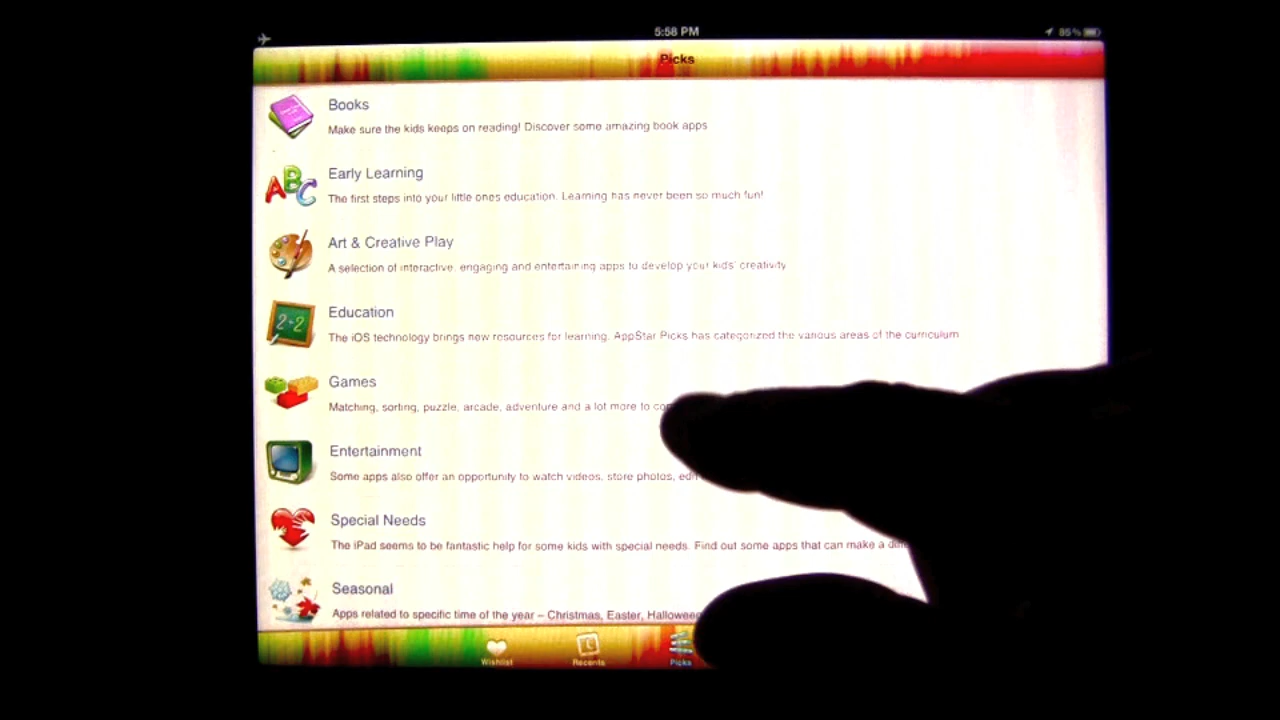 5:58 PM
85%
Picks
Books
Make sure the kids keeps on reading! Discover some amazing book apps
ABC
Early Learning
The first steps into your little ones education. Learning has never been so much fun!
Art & Creative Play
A selection of interactive, engaging and entertaining apps to develop your kids' creativity
2+2
Education
The iOS technology brings new resources for learning. AppStar Picks has categorized the various areas of the curriculum
Games
Matching, sorting, puzzle, arcade, adventure and a lot more to
Entertainment
Some apps also offer an opportunity to watch videos, store photos,
Special Needs
The iPad seems to be fantastic help for some kids with special needs. Find out some apps that can make a
Seasonal
Apps related to specific time of the year – Christmas, Easter, Halloween
Wishlist Recents Picks